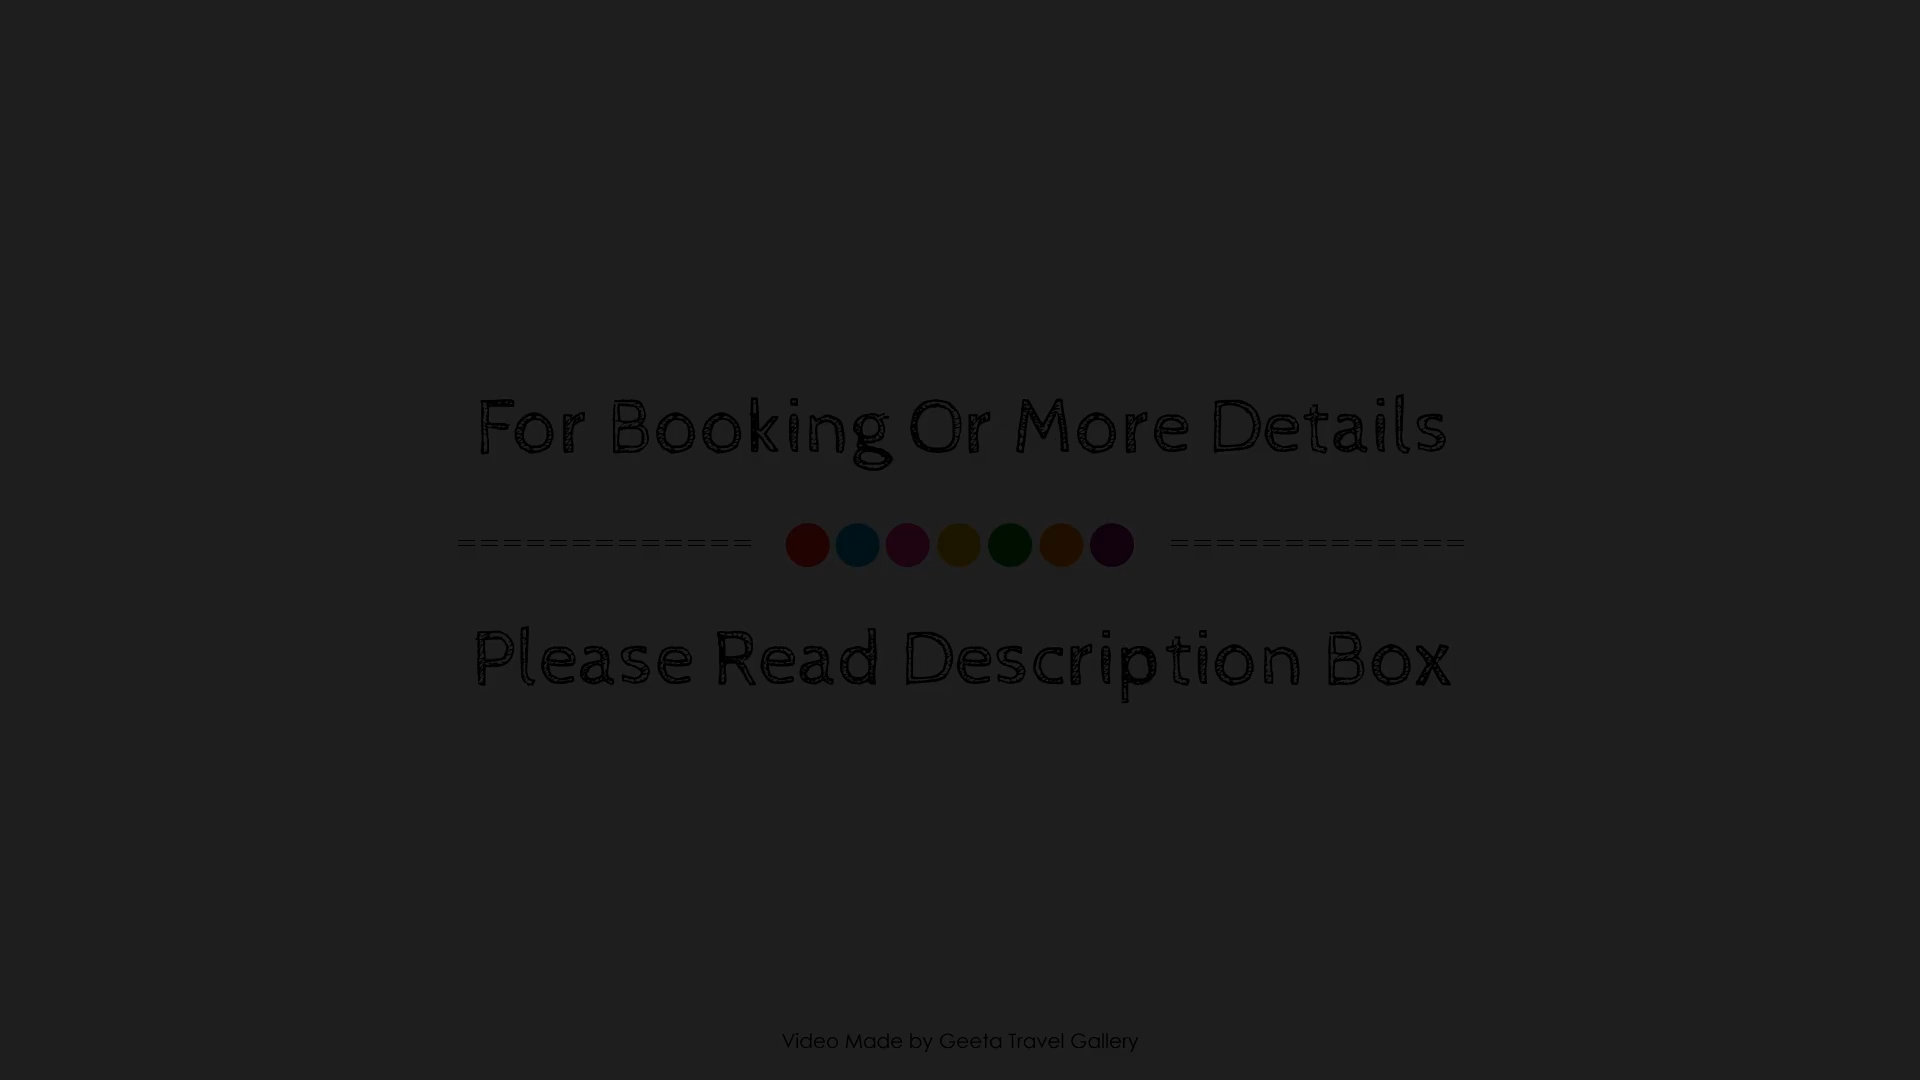 For Booking Or More Details
============= =============
Please Read Description Box
Video Made by Geeta Travel Gallery